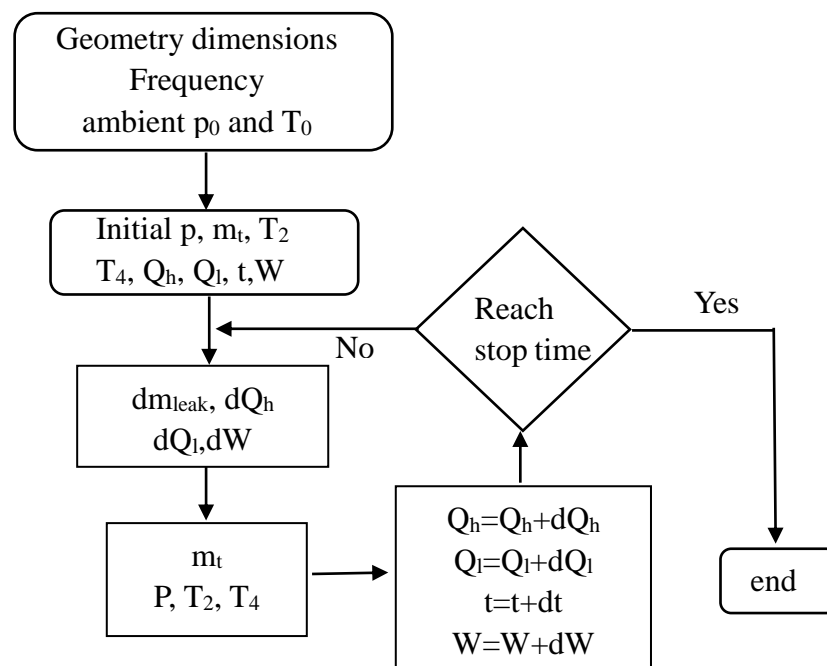 Geometry dimensions
Frequency
ambient p₀ and T₀
Initial p, mₜ, T₂
T₄, Qₕ, Qₗ, t,W
dmₗₑₐₖ, dQₕ
dQₗ,dW
mₜ
P, T₂, T₄
Qₕ=Qₕ+dQₕ
Qₗ=Qₗ+dQₗ
t=t+dt
W=W+dW
Reach
stop time
No
Yes
end